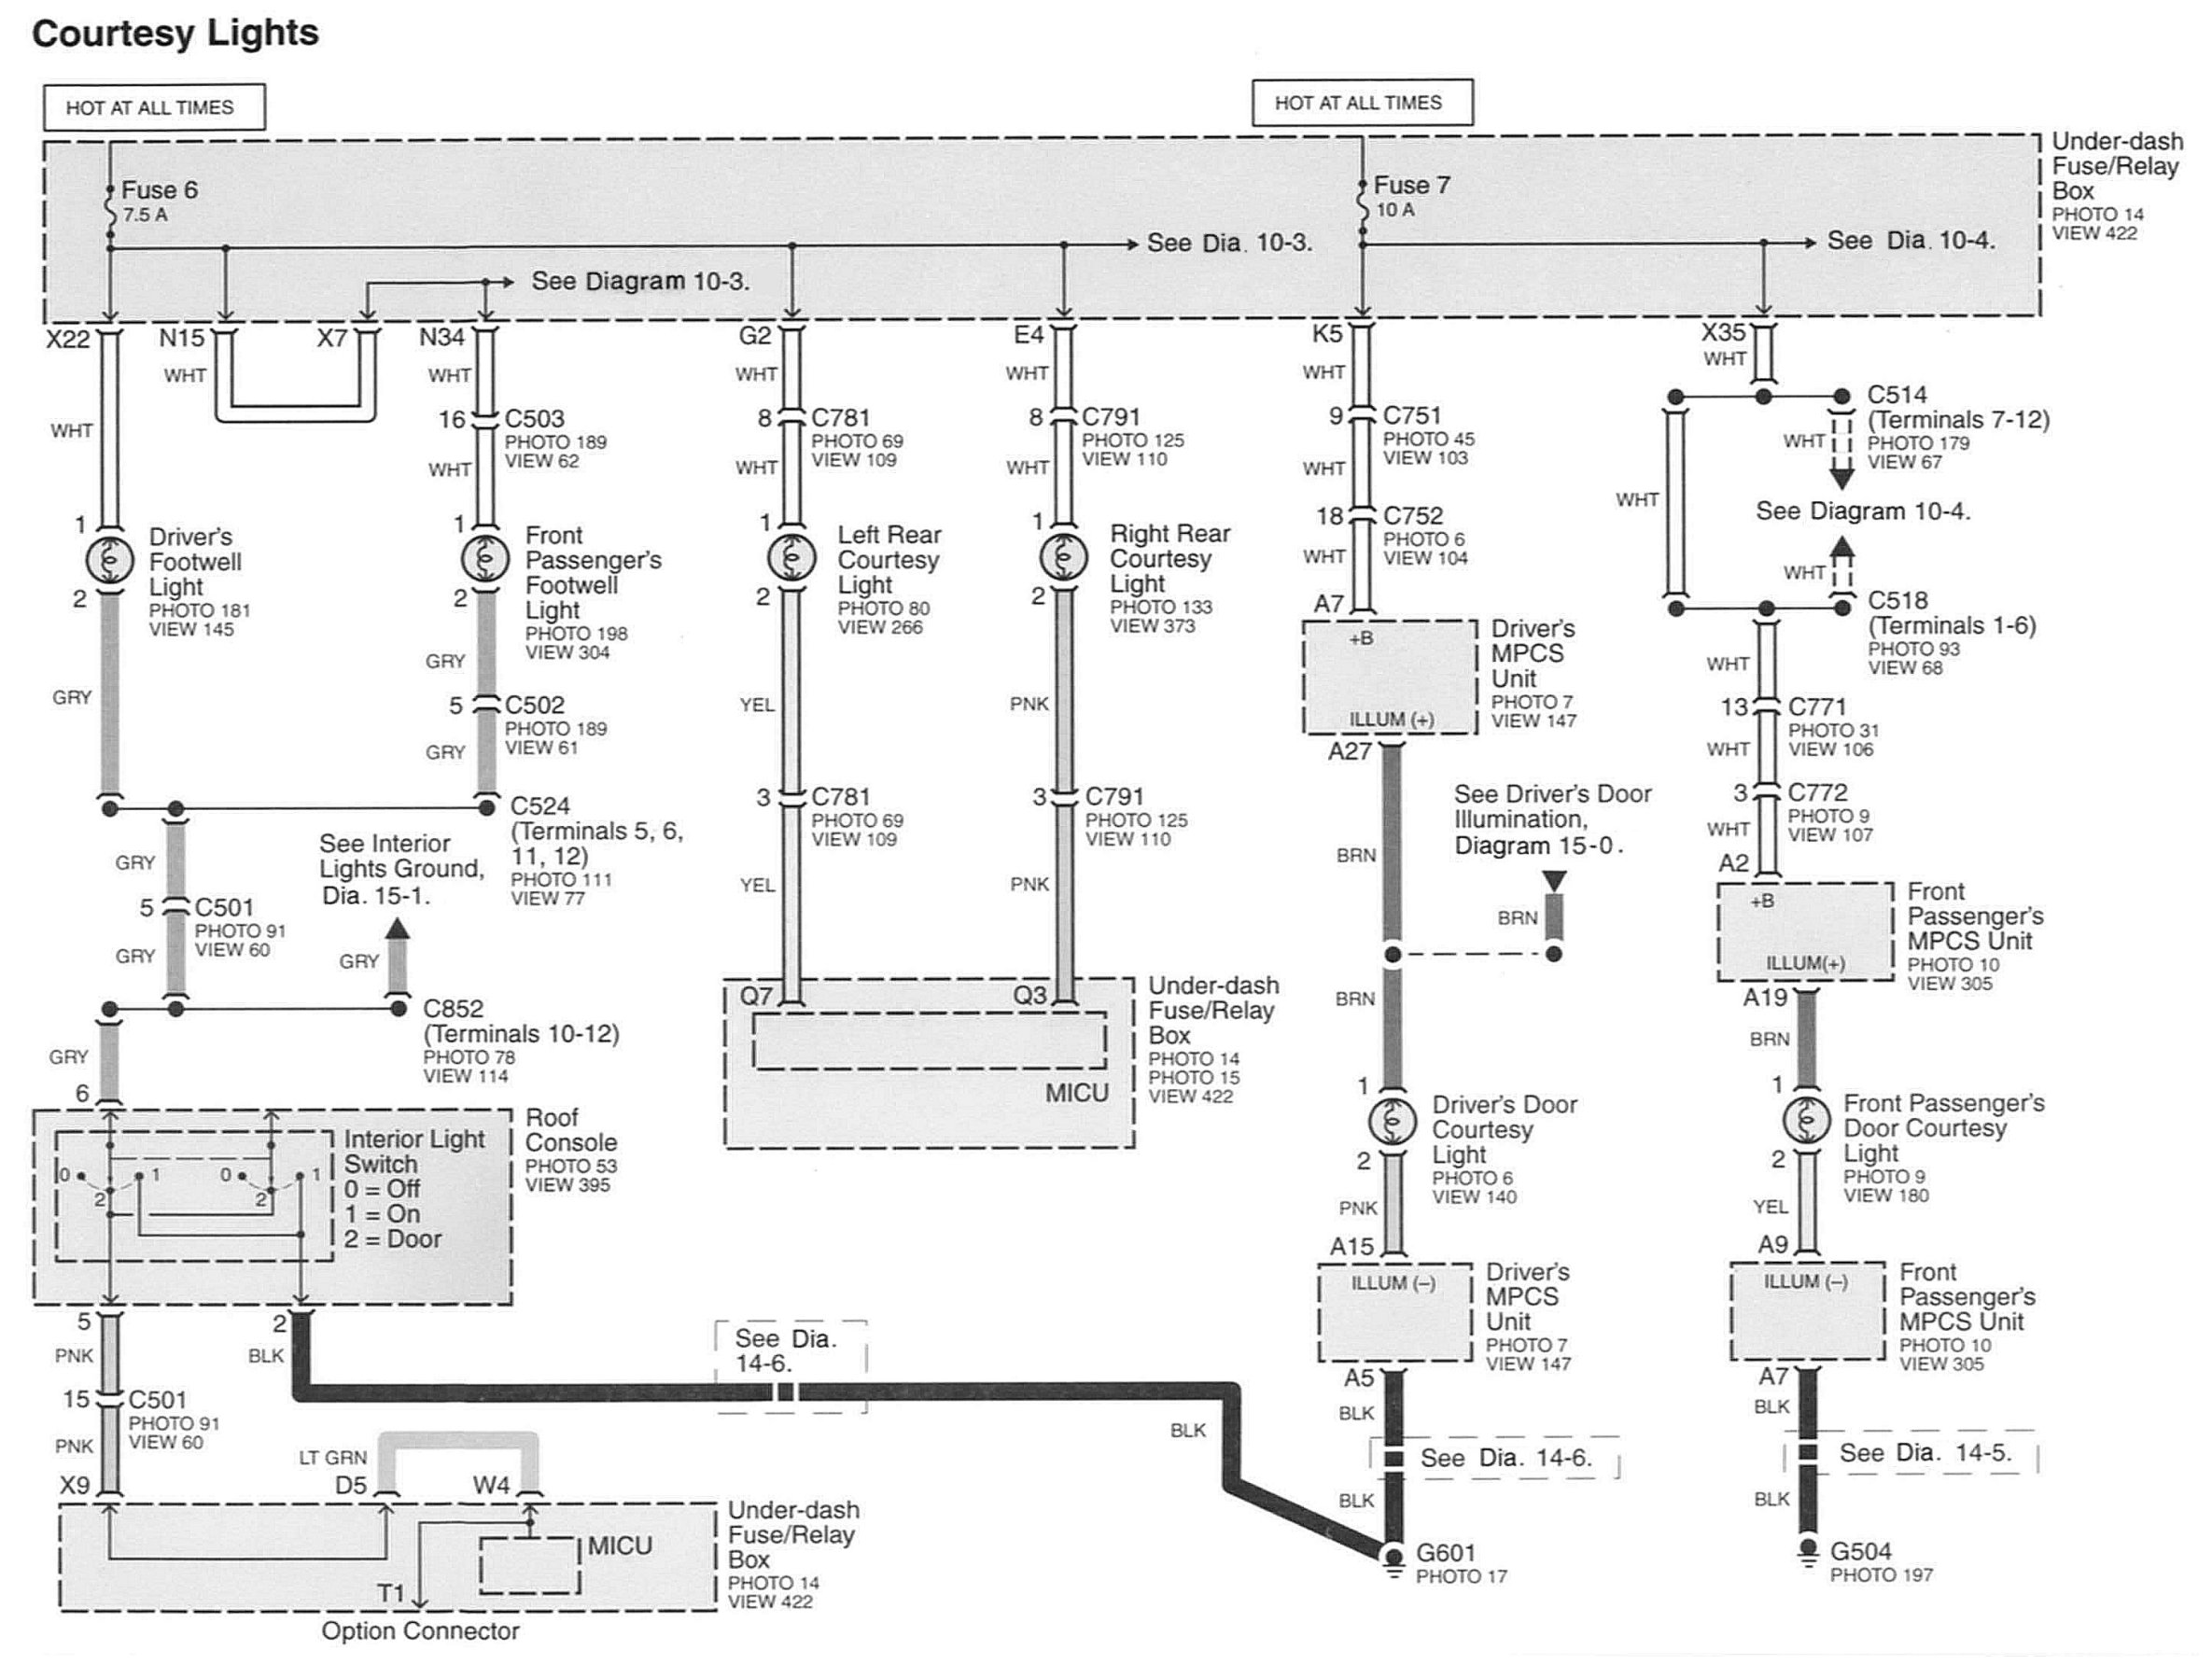 Courtesy Lights
HOT AT ALL TIMES
HOT AT ALL TIMES
Under-dash
Fuse/Relay
Box
PHOTO 14
VIEW 422
Fuse 6
7.5 A
Fuse 7
10 A
See Dia. 10-3.
See Dia. 10-4.
See Diagram 10-3.
X22
N15
X7
N34
G2
E4
K5
X35
WHT
WHT
WHT
WHT
WHT
WHT
WHT
WHT
16
C503
PHOTO 189
VIEW 62
WHT
8
C781
PHOTO 69
VIEW 109
WHT
8
C791
PHOTO 125
VIEW 110
WHT
9
C751
PHOTO 45
VIEW 103
WHT
18
C752
PHOTO 6
VIEW 104
WHT
A7
C514
(Terminals 7-12)
PHOTO 179
VIEW 67
WHT
WHT
See Diagram 10-4.
WHT
C518
(Terminals 1-6)
PHOTO 93
VIEW 68
1
Driver's
Footwell
Light
PHOTO 181
VIEW 145
2
1
Front
Passenger's
Footwell
Light
PHOTO 198
VIEW 304
2
1
Left Rear
Courtesy
Light
PHOTO 80
VIEW 266
2
1
Right Rear
Courtesy
Light
PHOTO 133
VIEW 373
2
+B
ILLUM (+)
Driver's
MPCS
Unit
PHOTO 7
VIEW 147
A27
WHT
13
C771
PHOTO 31
VIEW 106
WHT
3
C772
PHOTO 9
VIEW 107
WHT
A2
GRY
GRY
5
C502
PHOTO 189
VIEW 61
GRY
YEL
PNK
3
C781
PHOTO 69
VIEW 109
3
C791
PHOTO 125
VIEW 110
YEL
PNK
C524
(Terminals 5, 6,
11, 12)
PHOTO 111
VIEW 77
GRY
5
C501
PHOTO 91
VIEW 60
GRY
See Interior
Lights Ground,
Dia. 15-1.
GRY
C852
(Terminals 10-12)
PHOTO 78
VIEW 114
GRY
6
See Driver's Door
Illumination,
Diagram 15-0.
BRN
BRN
BRN
+B
ILLUM(+)
Front
Passenger's
MPCS Unit
PHOTO 10
VIEW 305
A19
BRN
Q7
Q3
MICU
Under-dash
Fuse/Relay
Box
PHOTO 14
PHOTO 15
VIEW 422
0
1
2
0
1
2
Interior Light
Switch
0 = Off
1 = On
2 = Door
Roof
Console
PHOTO 53
VIEW 395
1
Driver's Door
Courtesy
Light
PHOTO 6
VIEW 140
2
PNK
A15
1
Front Passenger's
Door Courtesy
Light
PHOTO 9
VIEW 180
2
YEL
A9
ILLUM (–)
Driver's
MPCS
Unit
PHOTO 7
VIEW 147
A5
BLK
ILLUM (–)
Front
Passenger's
MPCS Unit
PHOTO 10
VIEW 305
A7
BLK
5
PNK
2
BLK
See Dia.
14-6.
15
C501
PHOTO 91
VIEW 60
PNK
X9
LT GRN
D5
W4
BLK
See Dia. 14-6.
See Dia. 14-5.
BLK
BLK
MICU
T1
Under-dash
Fuse/Relay
Box
PHOTO 14
VIEW 422
Option Connector
G601
PHOTO 17
G504
PHOTO 197